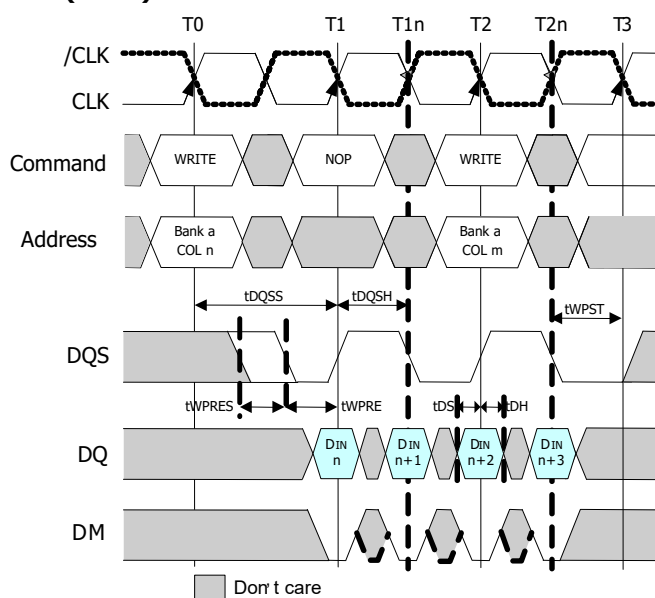 T0 T1 T1n T2 T2n T3
/CLK
CLK
Command WRITE NOP WRITE
Address Bank a COL n Bank a COL m
tDQSS tDQSH tWPST
DQS
tWPRES tWPRE tDS tDH
DQ DIN n DIN n+1 DIN n+2 DIN n+3
DM
Don't care